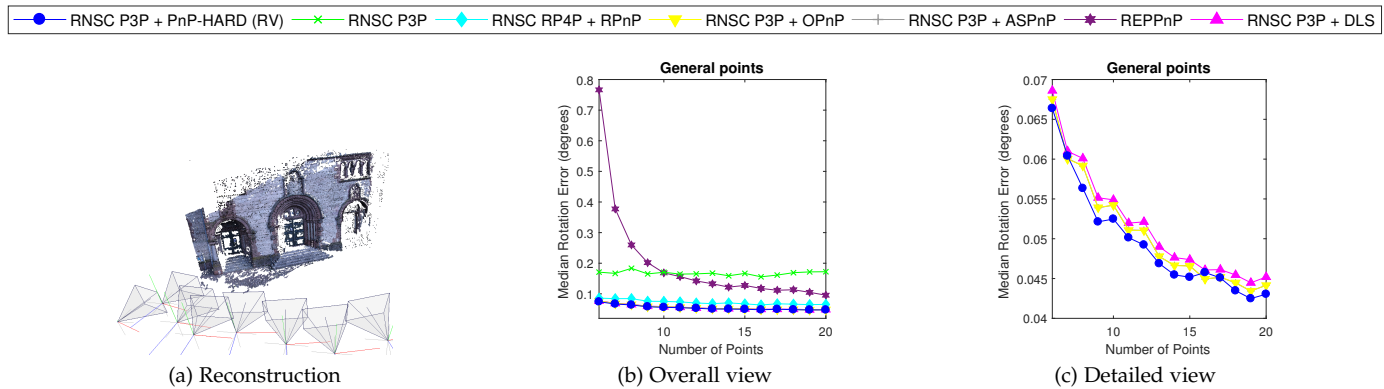 RNSC P3P + PnP-HARD (RV) RNSC P3P RNSC RP4P + RPnP RNSC P3P + OPnP RNSC P3P + ASPnP REPPnP RNSC P3P + DLS
(a) Reconstruction
General points
Median Rotation Error (degrees)
0.8
0.7
0.6
0.5
0.4
0.3
0.2
0.1
10 15 20
Number of Points
(b) Overall view
General points
Median Rotation Error (degrees)
0.07
0.065
0.06
0.055
0.05
0.045
0.04
10 15 20
Number of Points
(c) Detailed view